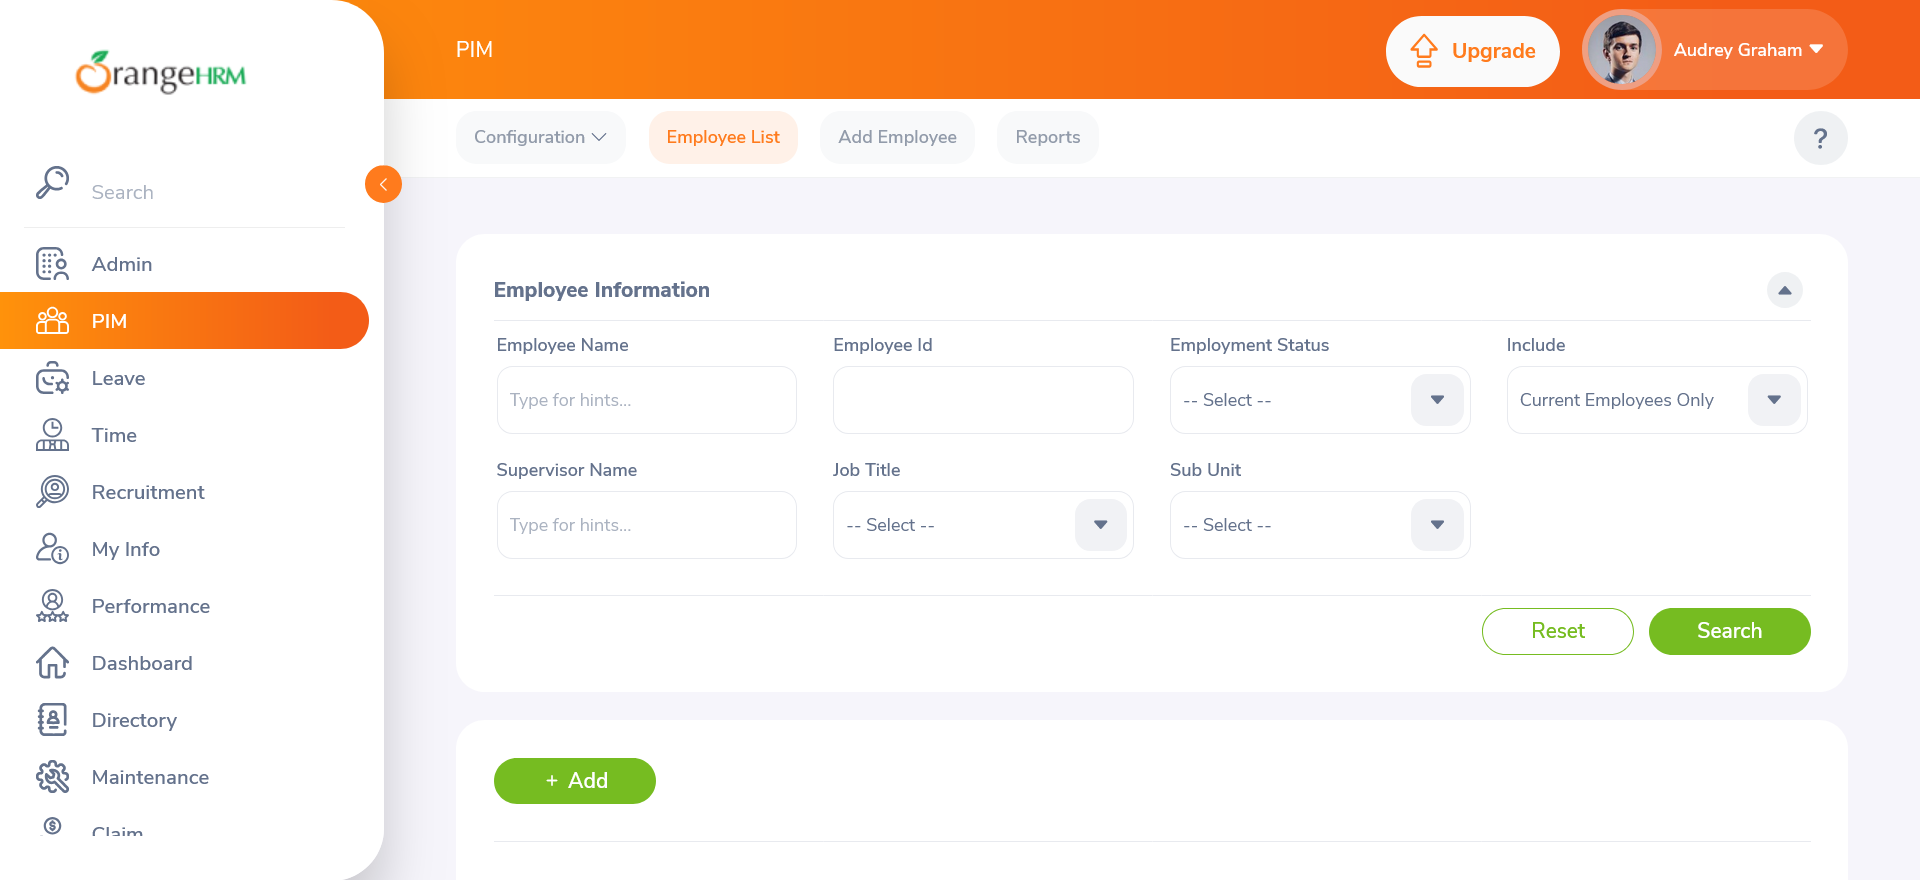 OrangeHRM
PIM
Upgrade
Audrey Graham
Configuration
Employee List
Add Employee
Reports
?
Search
Admin
PIM
Leave
Time
Recruitment
My Info
Performance
Dashboard
Directory
Maintenance
Claim
Employee Information
Employee Name
Employee Id
Employment Status
Include
Type for hints...
-- Select --
Current Employees Only
Supervisor Name
Job Title
Sub Unit
Type for hints...
-- Select --
-- Select --
Reset
Search
+ Add